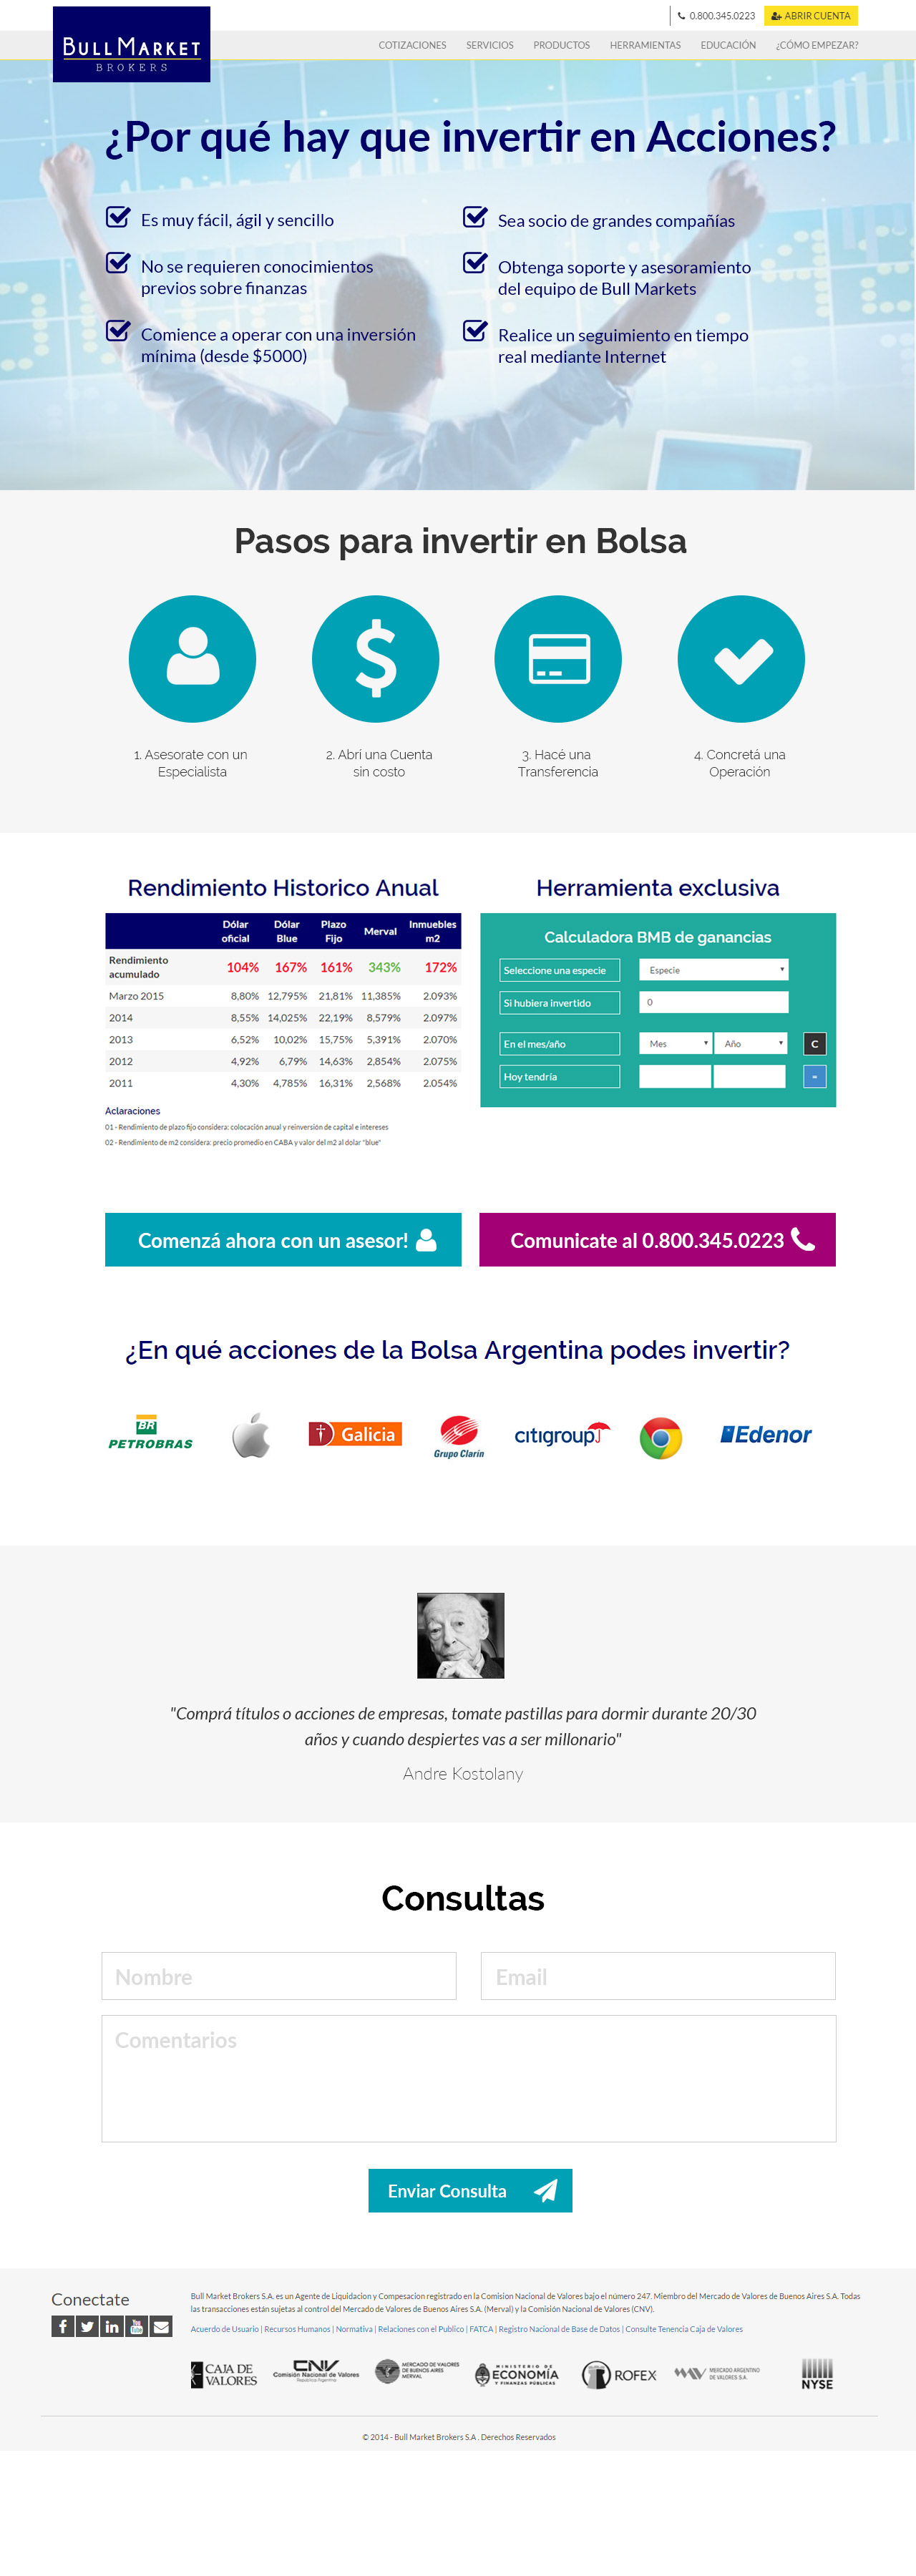 0.800.345.0223
ABRIR CUENTA
BULLMARKET
BROKERS
COTIZACIONES SERVICIOS PRODUCTOS HERRAMIENTAS EDUCACIÓN ¿CÓMO EMPEZAR?
¿Por qué hay que invertir en Acciones?
Es muy fácil, ágil y sencillo
No se requieren conocimientos
previos sobre finanzas
Comience a operar con una inversión
mínima (desde $5000)
Sea socio de grandes compañías
Obtenga soporte y asesoramiento
del equipo de Bull Markets
Realice un seguimiento en tiempo
real mediante Internet
Pasos para invertir en Bolsa
1. Asesorate con un
Especialista
2. Abrí una Cuenta
sin costo
3. Hacé una
Transferencia
4. Concretá una
Operación
Rendimiento Historico Anual
Dólar oficial Dólar Blue Plazo Fijo Merval Inmuebles m2
Rendimiento acumulado 104% 167% 161% 343% 172%
Marzo 2015 8,80% 12,795% 21,81% 11,385% 2.093%
2014 8,55% 14,025% 22,19% 8,579% 2.097%
2013 6,52% 10,02% 15,75% 5,391% 2.070%
2012 4,92% 6,79% 14,63% 2,854% 2.075%
2011 4,30% 4,785% 16,31% 2,568% 2.054%
Aclaraciones
01 - Rendimiento de plazo fijo considera: colocación anual y reinversión de capital e intereses
02 - Rendimiento de m2 considera: precio promedio en CABA y valor del m2 al dolar "blue"
Herramienta exclusiva
Calculadora BMB de ganancias
Seleccione una especie Especie
Si hubiera invertido 0
En el mes/año Mes Año C
Hoy tendría =
Comenzá ahora con un asesor!
Comunicate al 0.800.345.0223
¿En qué acciones de la Bolsa Argentina podes invertir?
BR
PETROBRAS
Galicia
Grupo Clarín
citigroup
Edenor
"Comprá títulos o acciones de empresas, tomate pastillas para dormir durante 20/30
años y cuando despiertes vas a ser millonario"
Andre Kostolany
Consultas
Nombre
Email
Comentarios
Enviar Consulta
Conectate
You
Tube
Bull Market Brokers S.A. es un Agente de Liquidacion y Compesacion registrado en la Comision Nacional de Valores bajo el número 247. Miembro del Mercado de Valores de Buenos Aires S.A. Todas
las transacciones están sujetas al control del Mercado de Valores de Buenos Aires S.A. (Merval) y la Comisión Nacional de Valores (CNV).
Acuerdo de Usuario | Recursos Humanos | Normativa | Relaciones con el Publico | FATCA | Registro Nacional de Base de Datos | Consulte Tenencia Caja de Valores
CAJA DE
VALORES
CNV
Comisión Nacional de Valores
República Argentina
MERCADO DE VALORES
DE BUENOS AIRES
MERVAL
MINISTERIO DE
ECONOMÍA
Y FINANZAS PÚBLICAS
ROFEX
MERCADO ARGENTINO
DE VALORES S.A.
NYSE
© 2014 - Bull Market Brokers S.A . Derechos Reservados